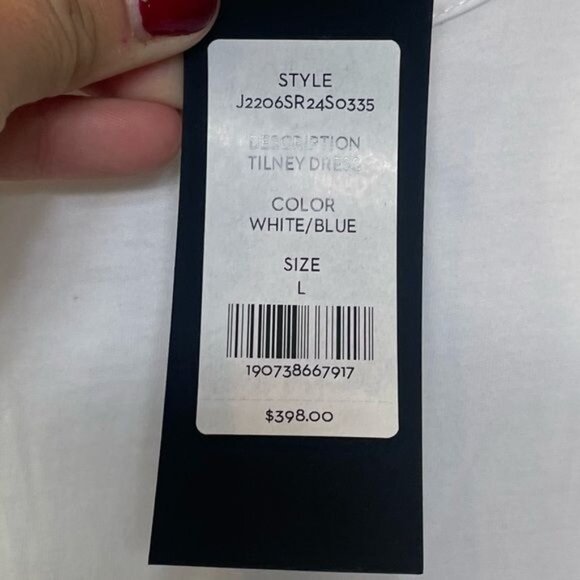 STYLE
J2206SR24S0335
DESCRIPTION
TILNEY DRESS
COLOR
WHITE/BLUE
SIZE
L
190738667917
$398.00